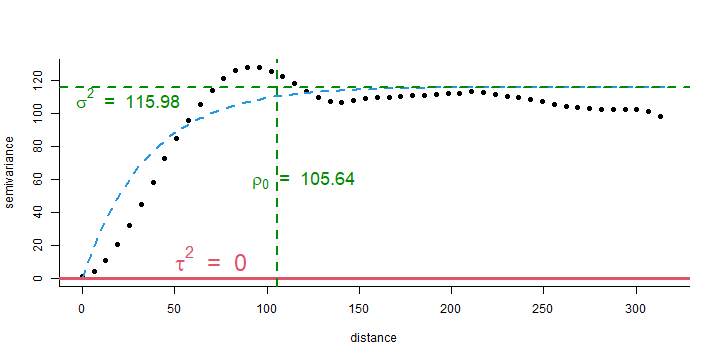 semivariance
0 20 40 60 80 100 120
σ² = 115.98
ρ₀ = 105.64
τ² = 0
0 50 100 150 200 250 300
distance